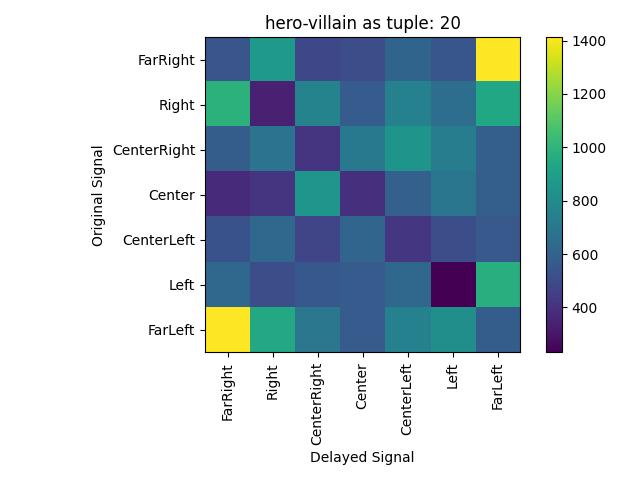 hero-villain as tuple: 20
Original Signal
FarRight
Right
CenterRight
Center
CenterLeft
Left
FarLeft
FarRight
Right
CenterRight
Center
CenterLeft
Left
FarLeft
Delayed Signal
1400
1200
1000
800
600
400